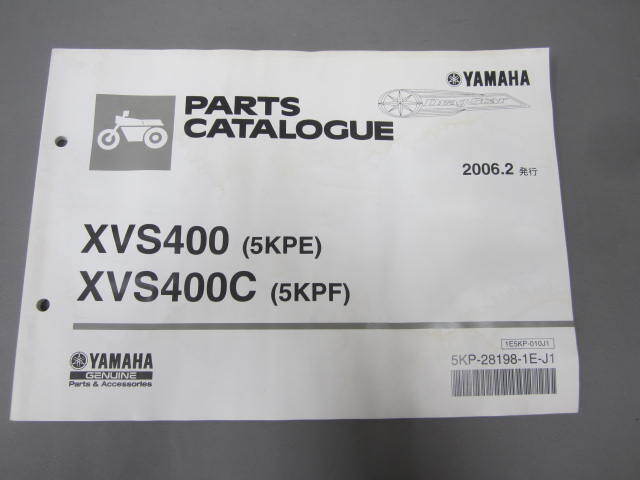 YAMAHA
PARTS
CATALOGUE
DragStar
2006.2 発行
XVS400 (5KPE)
XVS400C (5KPF)
1E5KP-010J1
5KP-28198-1E-J1
YAMAHA
GENUINE
Parts & Accessories